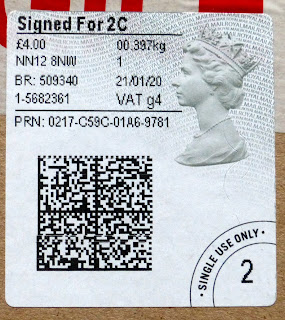 Signed For 2C
£4.00 00.397kg
NN12 8NW 1
BR: 509340 21/01/20
1-5682361 VAT g4
PRN: 0217-C59C-01A6-9781
• SINGLE USE ONLY •
2